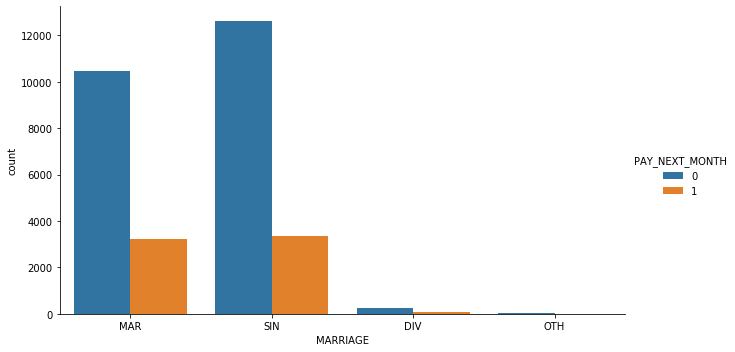 12000
10000
8000
6000
4000
2000
0
count
MAR SIN DIV OTH
MARRIAGE
PAY_NEXT_MONTH
0
1